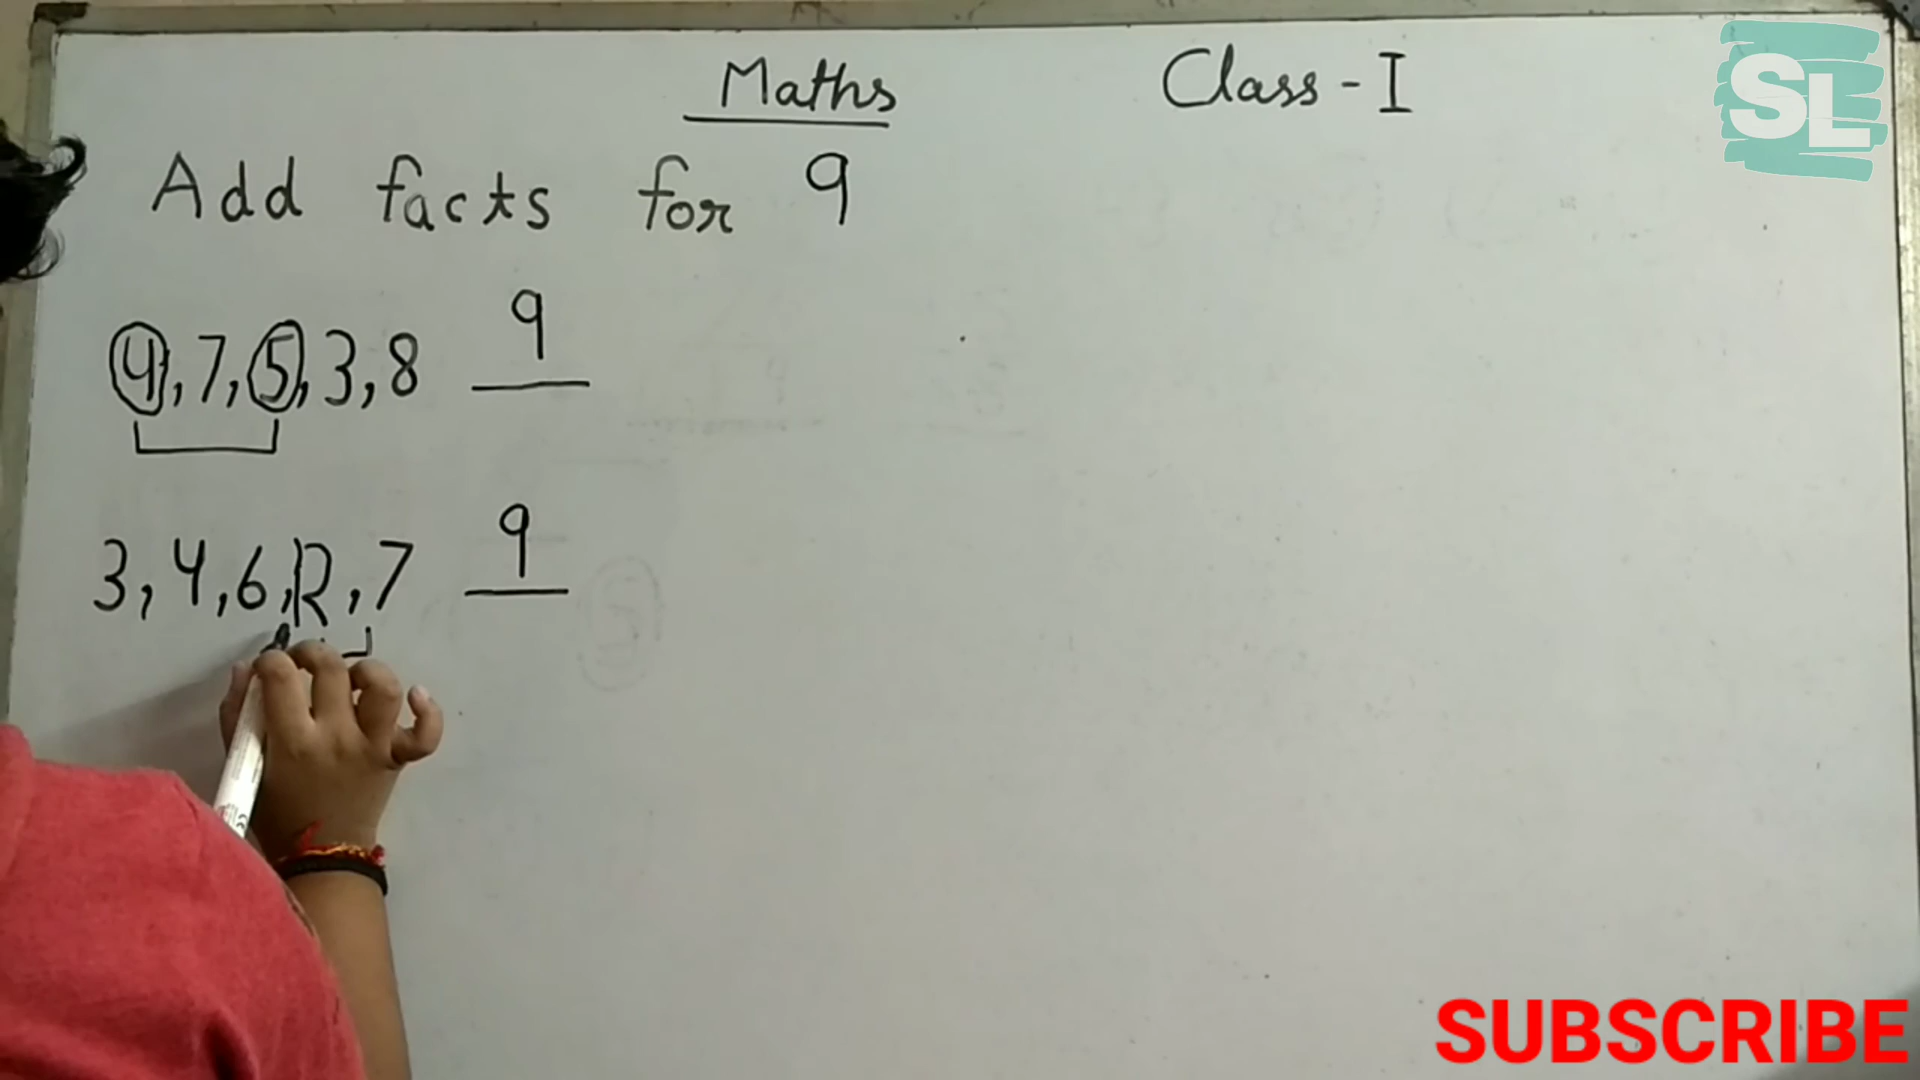 Maths Class - I
SL
Add facts for 9
4, 7, 5, 3, 8 9
3, 4, 6, 2, 7 9
SUBSCRIBE